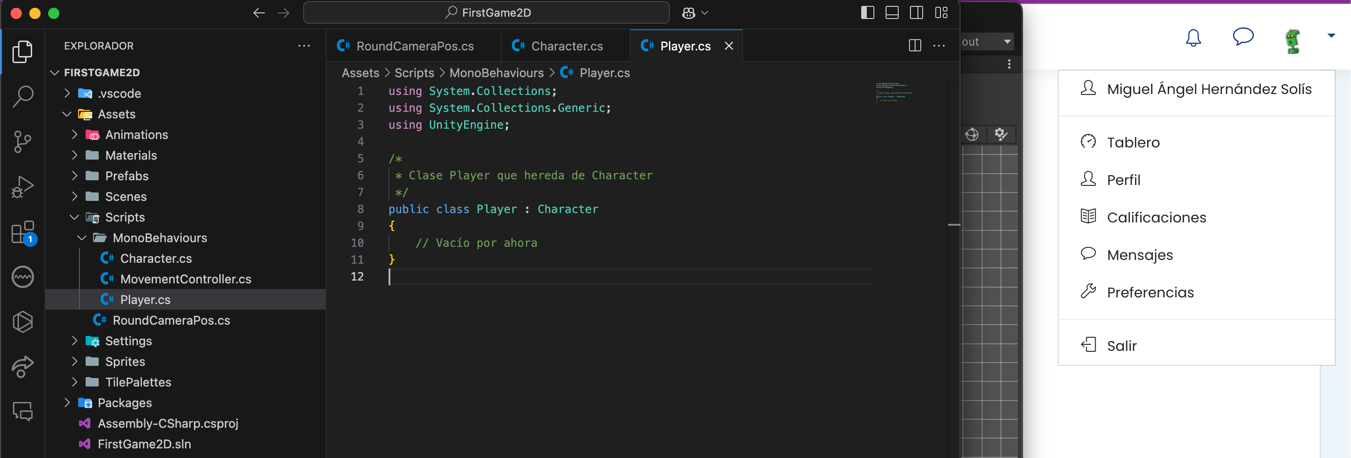 FirstGame2D
EXPLORADOR
FIRSTGAME2D
.vscode
Assets
Animations
Materials
Prefabs
Scenes
Scripts
MonoBehaviours
Character.cs
MovementController.cs
Player.cs
RoundCameraPos.cs
Settings
Sprites
TilePalettes
Packages
Assembly-CSharp.csproj
FirstGame2D.sln
1
RoundCameraPos.cs
Character.cs
Player.cs
Assets > Scripts > MonoBehaviours > Player.cs
1 using System.Collections;
2 using System.Collections.Generic;
3 using UnityEngine;
4
5 /*
6 * Clase Player que hereda de Character
7 */
8 public class Player : Character
9 {
10 // Vacío por ahora
11 }
12
out
Miguel Ángel Hernández Solís
Tablero
Perfil
Calificaciones
Mensajes
Preferencias
Salir